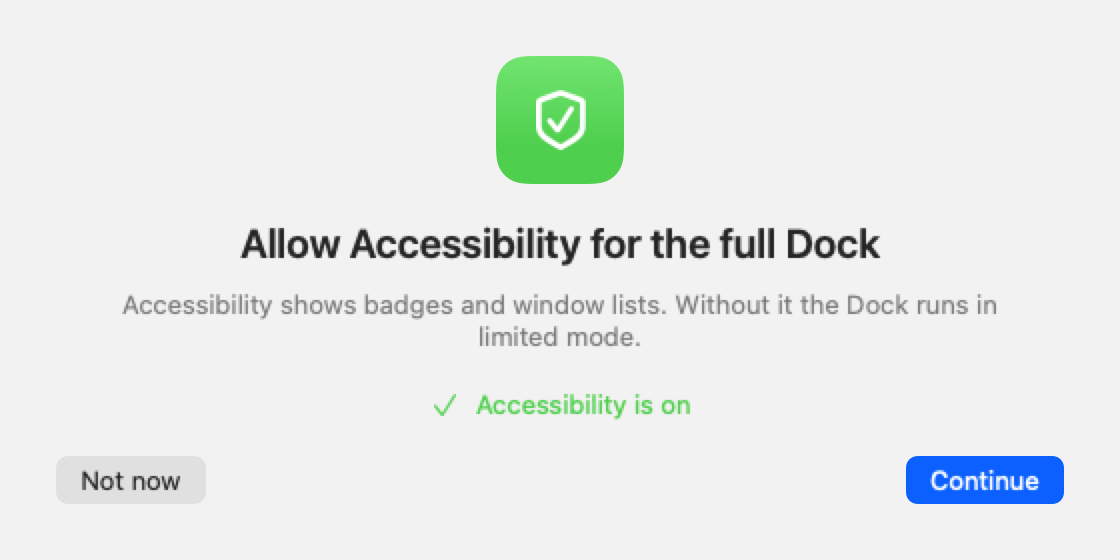 Allow Accessibility for the full Dock
Accessibility shows badges and window lists. Without it the Dock runs in
limited mode.
Accessibility is on
Not now
Continue